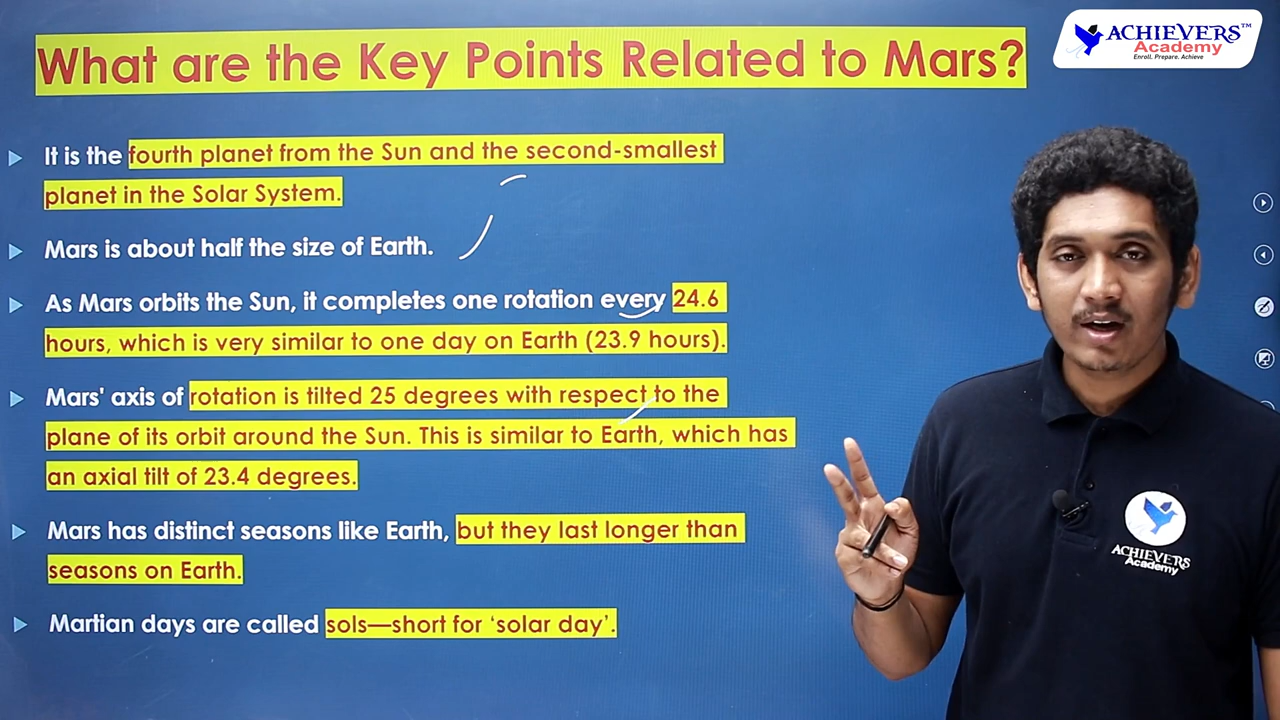 ACHIEVERS™
Academy
Enroll. Prepare. Achieve
What are the Key Points Related to Mars?
It is the fourth planet from the Sun and the second-smallest
planet in the Solar System.
Mars is about half the size of Earth.
As Mars orbits the Sun, it completes one rotation every 24.6
hours, which is very similar to one day on Earth (23.9 hours).
Mars' axis of rotation is tilted 25 degrees with respect to the
plane of its orbit around the Sun. This is similar to Earth, which has
an axial tilt of 23.4 degrees.
Mars has distinct seasons like Earth, but they last longer than
seasons on Earth.
Martian days are called sols—short for ‘solar day’.
ACHIEVERS
Academy